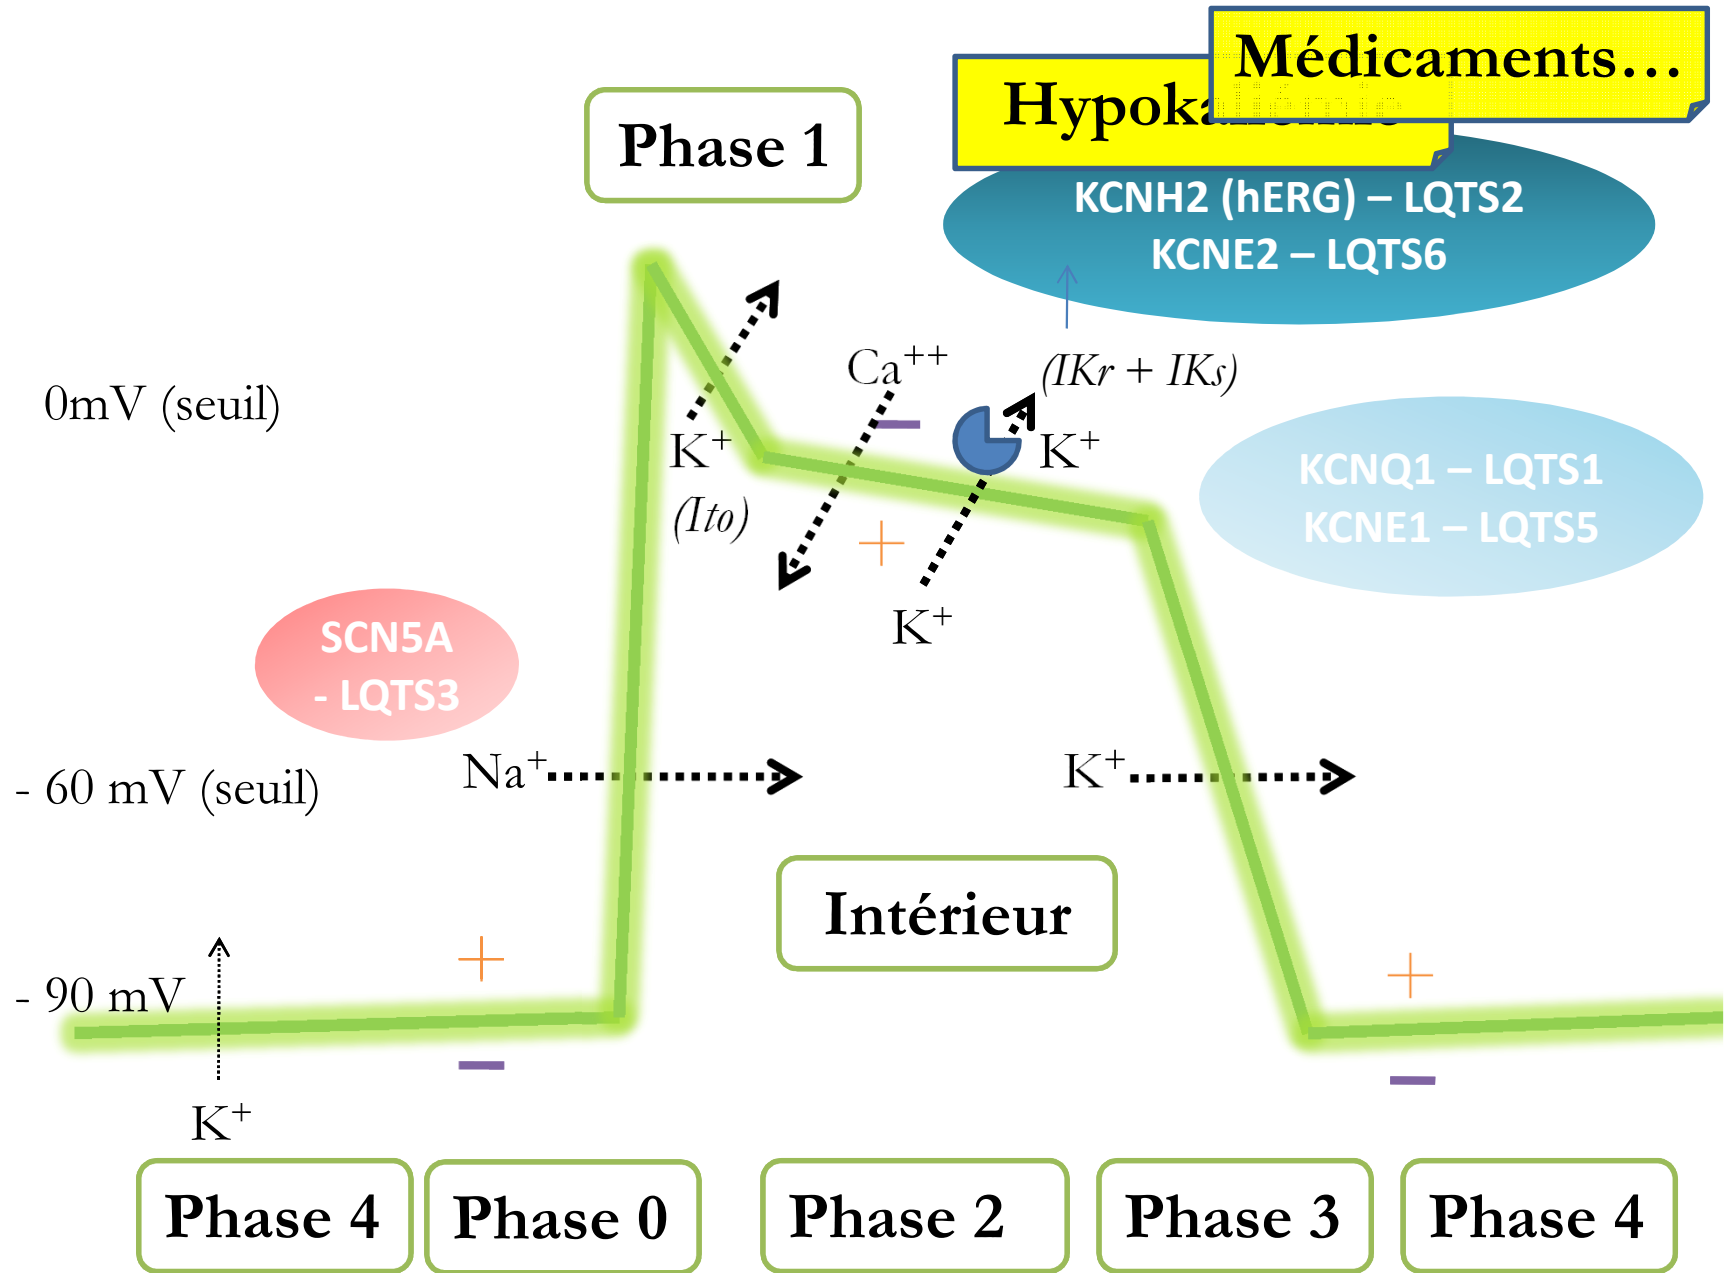 Médicaments…
Hypokaliémie
Phase 1
KCNH2 (hERG) – LQTS2
KCNE2 – LQTS6
Ca++
(IKr + IKs)
0mV (seuil)
K+
K+
(Ito)
KCNQ1 – LQTS1
KCNE1 – LQTS5
K+
SCN5A
- LQTS3
Na+
K+
- 60 mV (seuil)
Intérieur
- 90 mV
K+
Phase 4
Phase 0
Phase 2
Phase 3
Phase 4